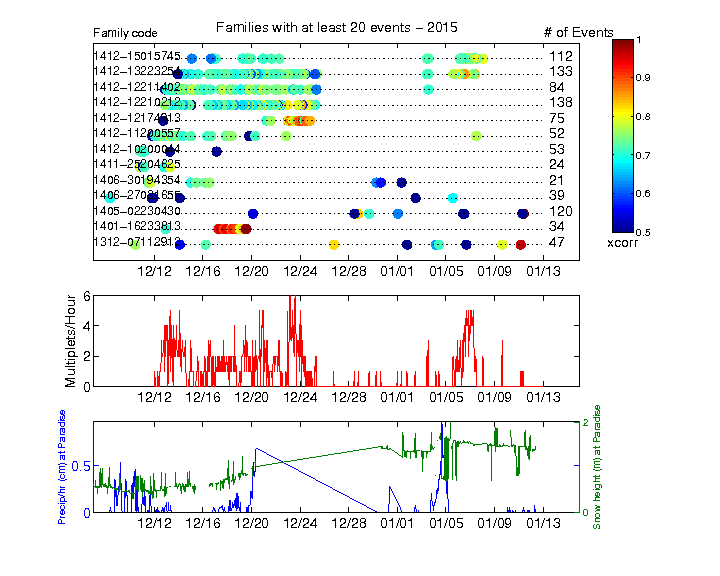 Families with at least 20 events – 2015
Family code
# of Events
1412–15015745 112
1412–13223254 133
1412–12211402 84
1412–12210212 138
1412–12174813 75
1412–11200557 52
1412–10200044 53
1411–25204625 24
1406–30194354 21
1406–27081655 39
1405–02230430 120
1401–16233813 34
1312–07112913 47
12/12 12/16 12/20 12/24 12/28 01/01 01/05 01/09 01/13
1
0.9
0.8
0.7
0.6
0.5
xcorr
Multiplets/Hour
6
4
2
0
12/12 12/16 12/20 12/24 12/28 01/01 01/05 01/09 01/13
Precip/hr (cm) at Paradise
0.5
0
2
1
0
Snow height (m) at Paradise
12/12 12/16 12/20 12/24 12/28 01/01 01/05 01/09 01/13